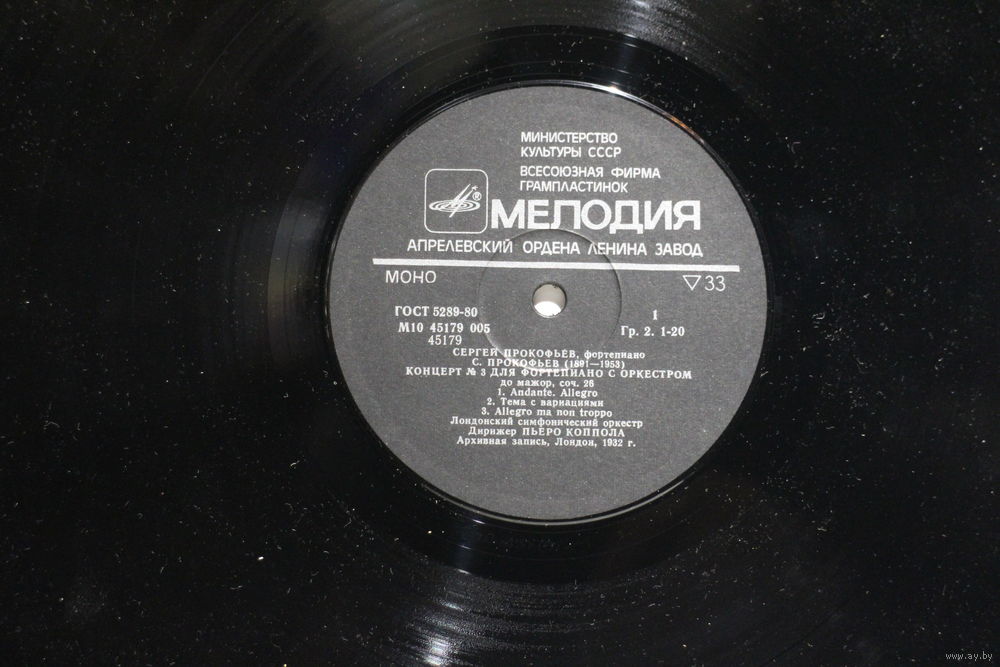 МИНИСТЕРСТВО
КУЛЬТУРЫ СССР
ВСЕСОЮЗНАЯ ФИРМА
ГРАМПЛАСТИНОК
®
МЕЛОДИЯ
АПРЕЛЕВСКИЙ ОРДЕНА ЛЕНИНА ЗАВОД
МОНО ▽33
ГОСТ 5289-80 1
М10 45179 005 Гр. 2. 1-20
45179
СЕРГЕЙ ПРОКОФЬЕВ, фортепиано
С. ПРОКОФЬЕВ (1891—1953)
КОНЦЕРТ № 3 ДЛЯ ФОРТЕПИАНО С ОРКЕСТРОМ
до мажор, соч. 26
1. Andante. Allegro
2. Тема с вариациями
3. Allegro ma non troppo
Лондонский симфонический оркестр
Дирижер ПЬЕРО КОППОЛА
Архивная запись, Лондон, 1932 г.
www.ay.by